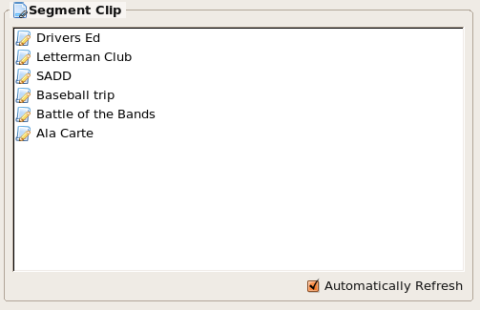 Segment Clip
Drivers Ed
Letterman Club
SADD
Baseball trip
Battle of the Bands
Ala Carte
Automatically Refresh